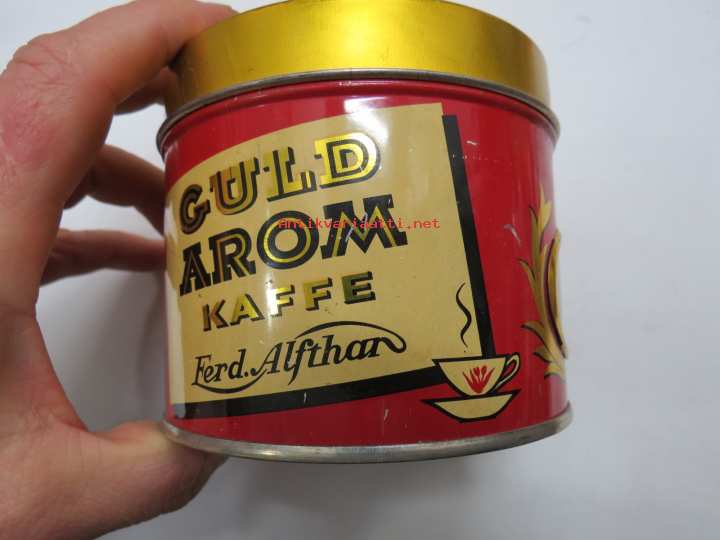 GULD
AROM
antikvariaatti.net
KAFFE
Ferd. Alfthan